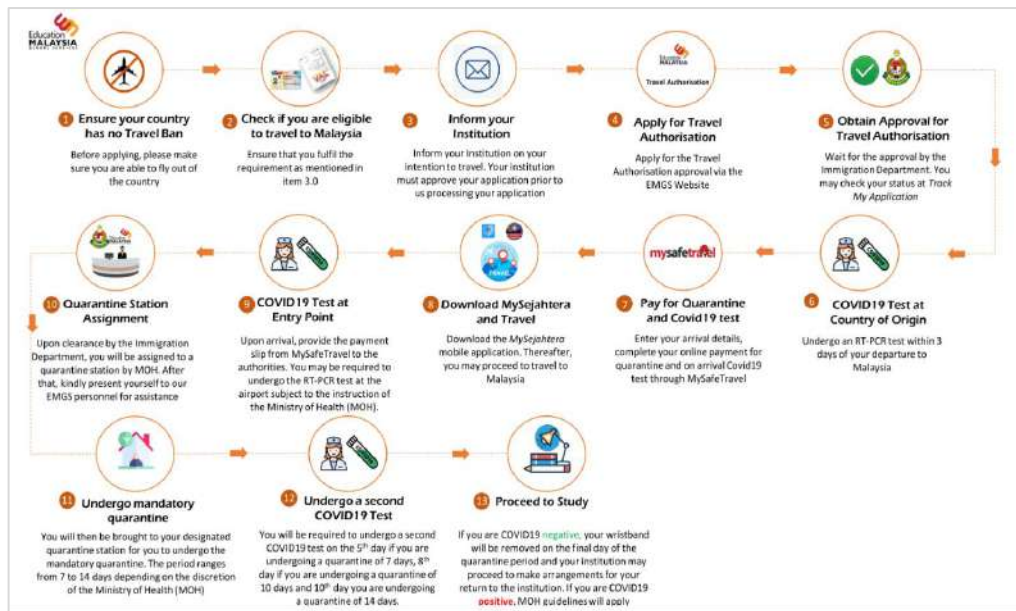 Education
MALAYSIA
GLOBAL SERVICES
1 Ensure your country
has no Travel Ban
Before applying, please make
sure you are able to fly out of
the country
2 Check if you are eligible
to travel to Malaysia
Ensure that you fulfil the
requirement as mentioned in
item 3.0
3 Inform your
Institution
Inform your Institution on your
intention to travel. Your institution
must approve your application prior to
us processing your application
Education
MALAYSIA
Travel Authorisation
4 Apply for Travel
Authorisation
Apply for the Travel
Authorisation approval via the
EMGS Website
5 Obtain Approval for
Travel Authorisation
Wait for the approval by the
Immigration Department. You
may check your status at Track
My Application
10 Quarantine Station
Assignment
Upon clearance by the Immigration
Department, you will be assigned to a
quarantine station by MOH. After
that, kindly present yourself to our
EMGS personnel for assistance
9 COVID19 Test at
Entry Point
Upon arrival, provide the payment
slip from MySafeTravel to the
authorities. You may be required to
undergo the RT-PCR test at the
airport subject to the instruction of
the Ministry of Health (MOH).
8 Download MySejahtera
and Travel
Download the MySejahtera
mobile application. Thereafter,
you may proceed to travel to
Malaysia
mysafetravel
7 Pay for Quarantine
and Covid19 test
Enter your arrival details,
complete your online payment for
quarantine and on arrival Covid19
test through MySafeTravel
6 COVID19 Test at
Country of Origin
Undergo an RT-PCR test within 3
days of your departure to
Malaysia
11 Undergo mandatory
quarantine
You will then be brought to your designated
quarantine station for you to undergo the
mandatory quarantine. The period ranges
from 7 to 14 days depending on the discretion
of the Ministry of Health (MOH)
12 Undergo a second
COVID19 Test
You will be required to undergo a second
COVID19 test on the 5th day if you are
undergoing a quarantine of 7 days, 8th
day if you are undergoing a quarantine of
10 days and 10th day you are undergoing
a quarantine of 14 days.
13 Proceed to Study
If you are COVID19 negative, your wristband
will be removed on the final day of the
quarantine period and your institution may
proceed to make arrangements for your
return to the institution. If you are COVID19
positive, MOH guidelines will apply